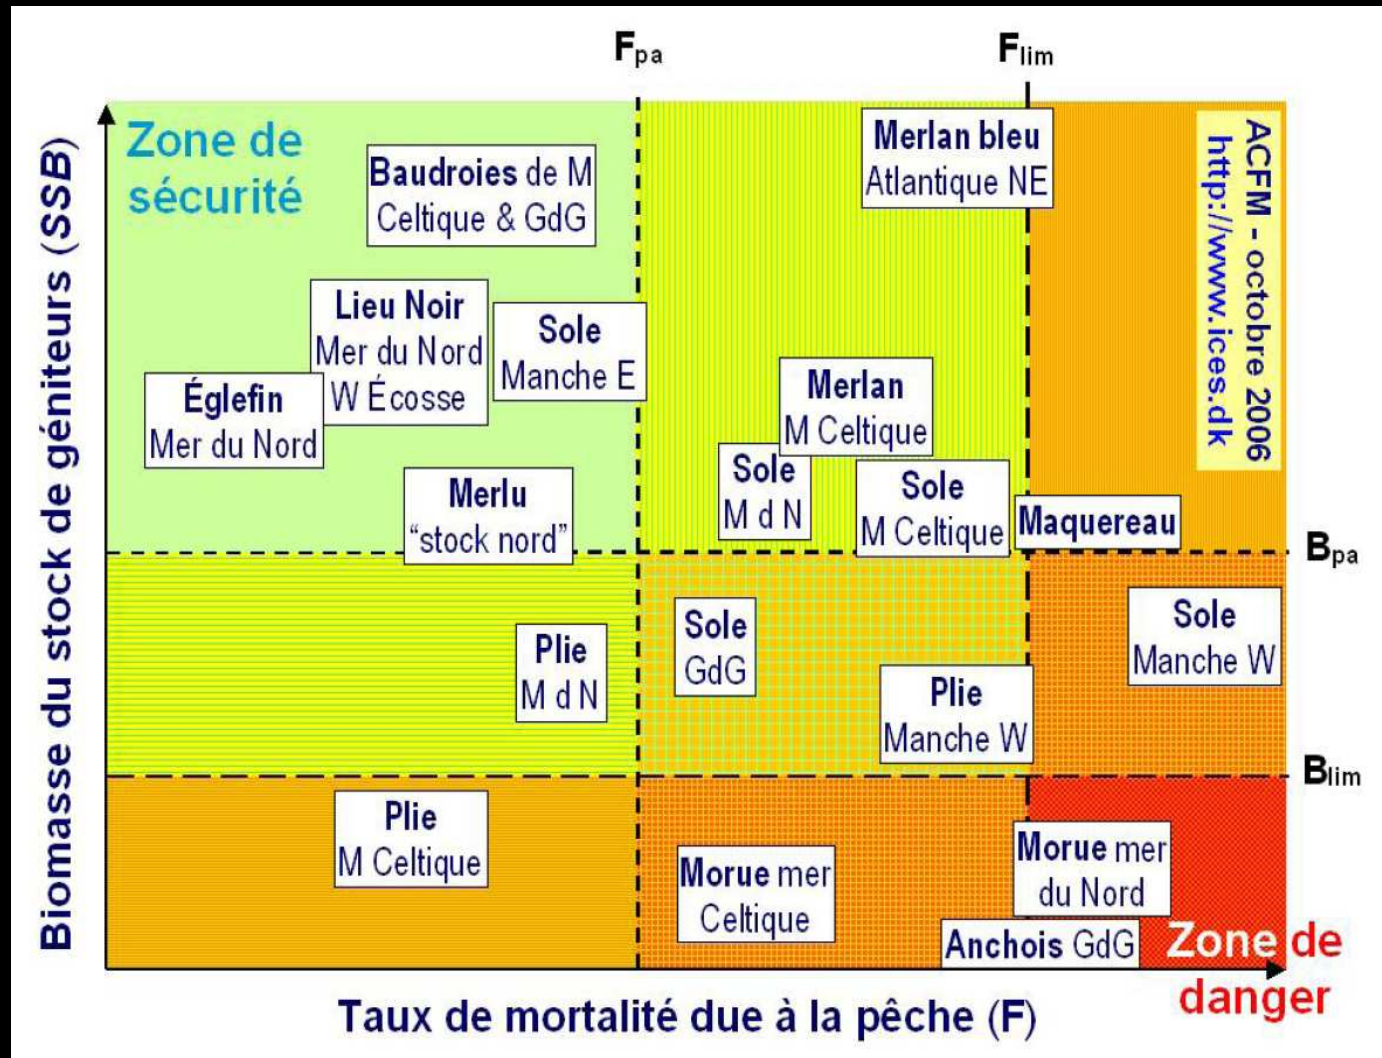 Fpa
Flim
Zone de
sécurité
Baudroies de M
Celtique & GdG
Merlan bleu
Atlantique NE
ACFM - octobre 2006
http://www.ices.dk
Lieu Noir
Mer du Nord
W Écosse
Sole
Manche E
Églefin
Mer du Nord
Merlan
M Celtique
Merlu
“stock nord”
Sole
M d N
Sole
M Celtique
Maquereau
Bpa
Plie
M d N
Sole
GdG
Plie
Manche W
Sole
Manche W
Blim
Plie
M Celtique
Morue mer
Celtique
Morue mer
du Nord
Anchois GdG
Zone de
danger
Biomasse du stock de géniteurs (SSB)
Taux de mortalité due à la pêche (F)